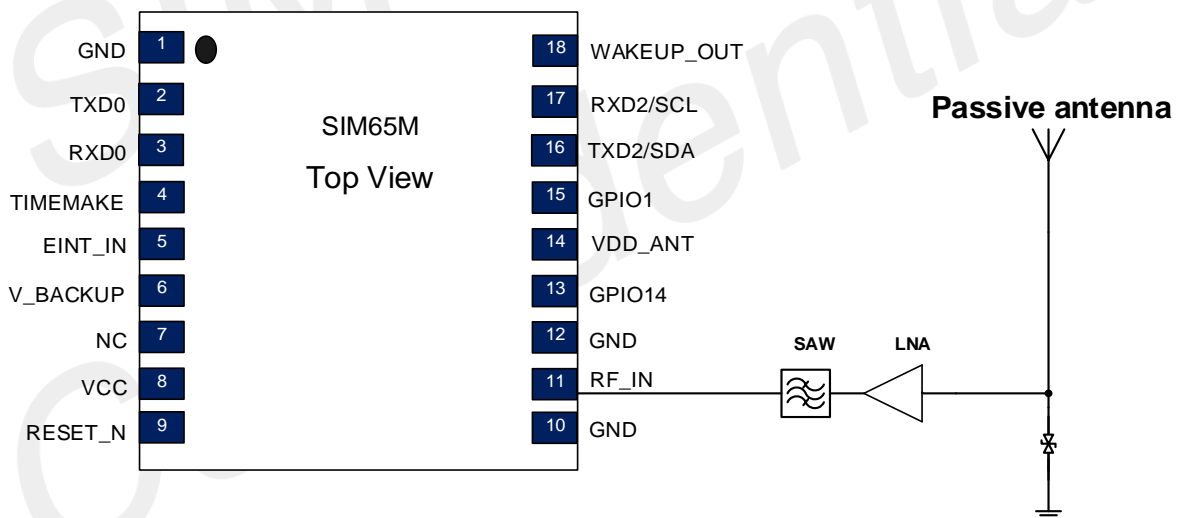 SIM65M
Top View
GND 1
TXD0 2
RXD0 3
TIMEMAKE 4
EINT_IN 5
V_BACKUP 6
NC 7
VCC 8
RESET_N 9
18 WAKEUP_OUT
17 RXD2/SCL
16 TXD2/SDA
15 GPIO1
14 VDD_ANT
13 GPIO14
12 GND
11 RF_IN
10 GND
SAW
LNA
Passive antenna